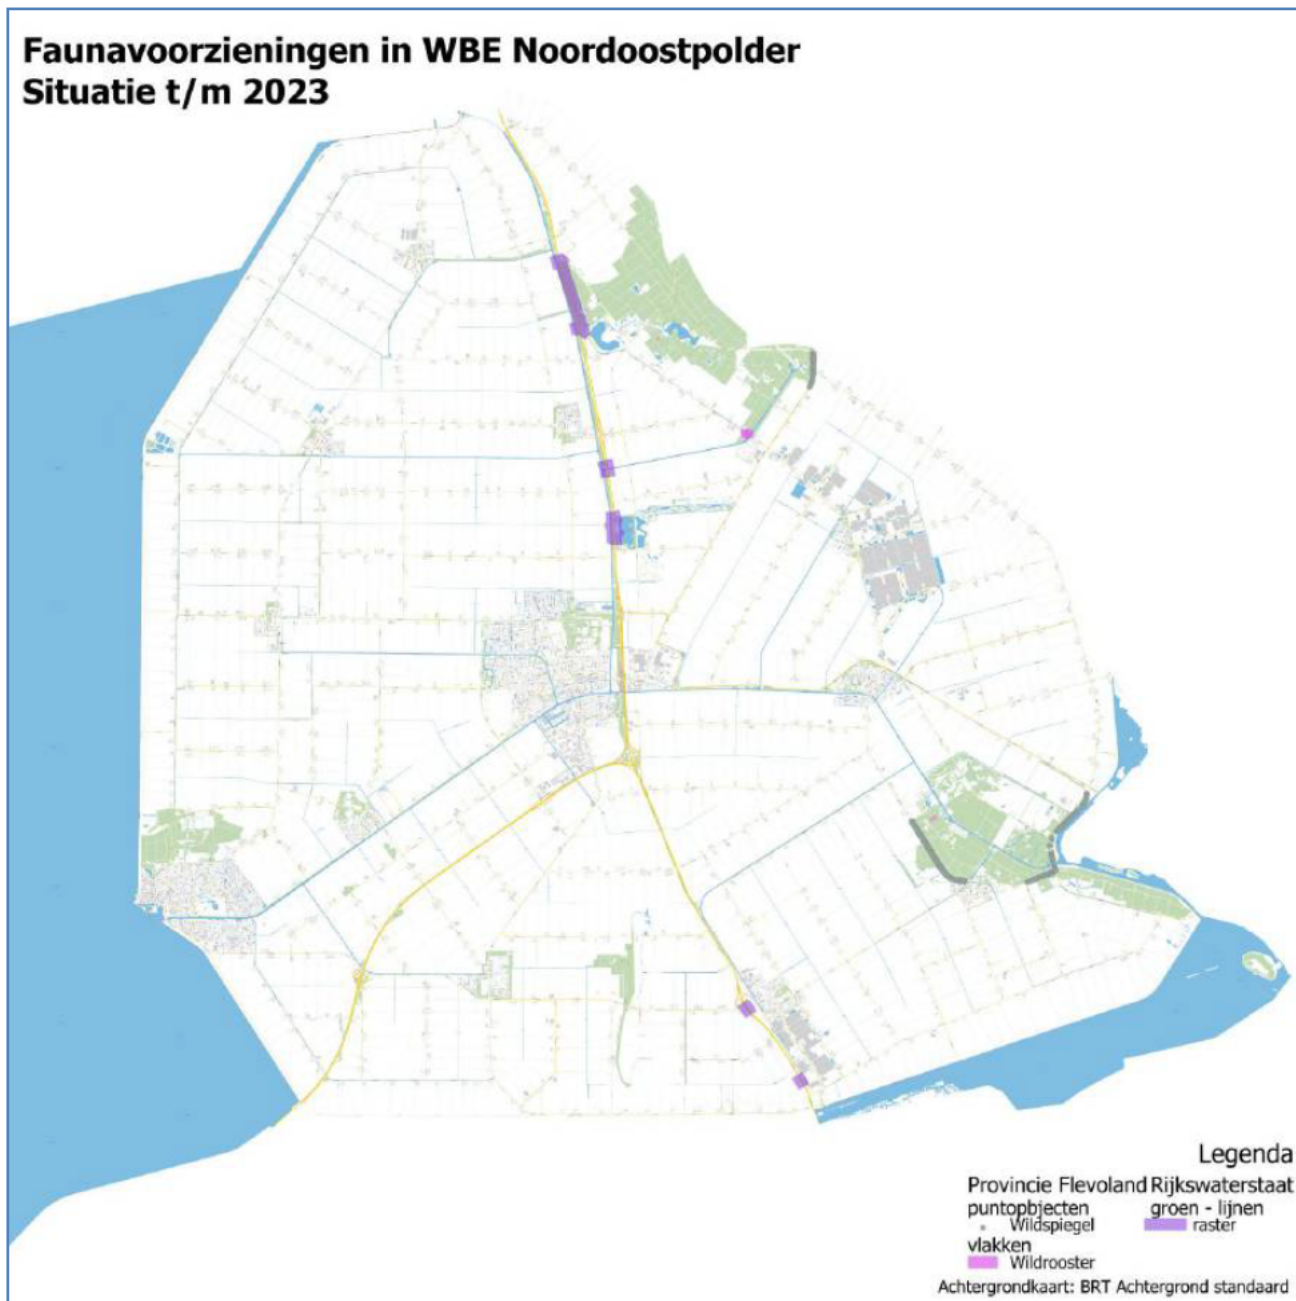 Faunavoorzieningen in WBE Noordoostpolder
Situatie t/m 2023
Legenda
Provincie Flevoland Rijkswaterstaat
puntopbjecten groen - lijnen
Wildspiegel raster
vlakken
Wildrooster
Achtergrondkaart: BRT Achtergrond standaard